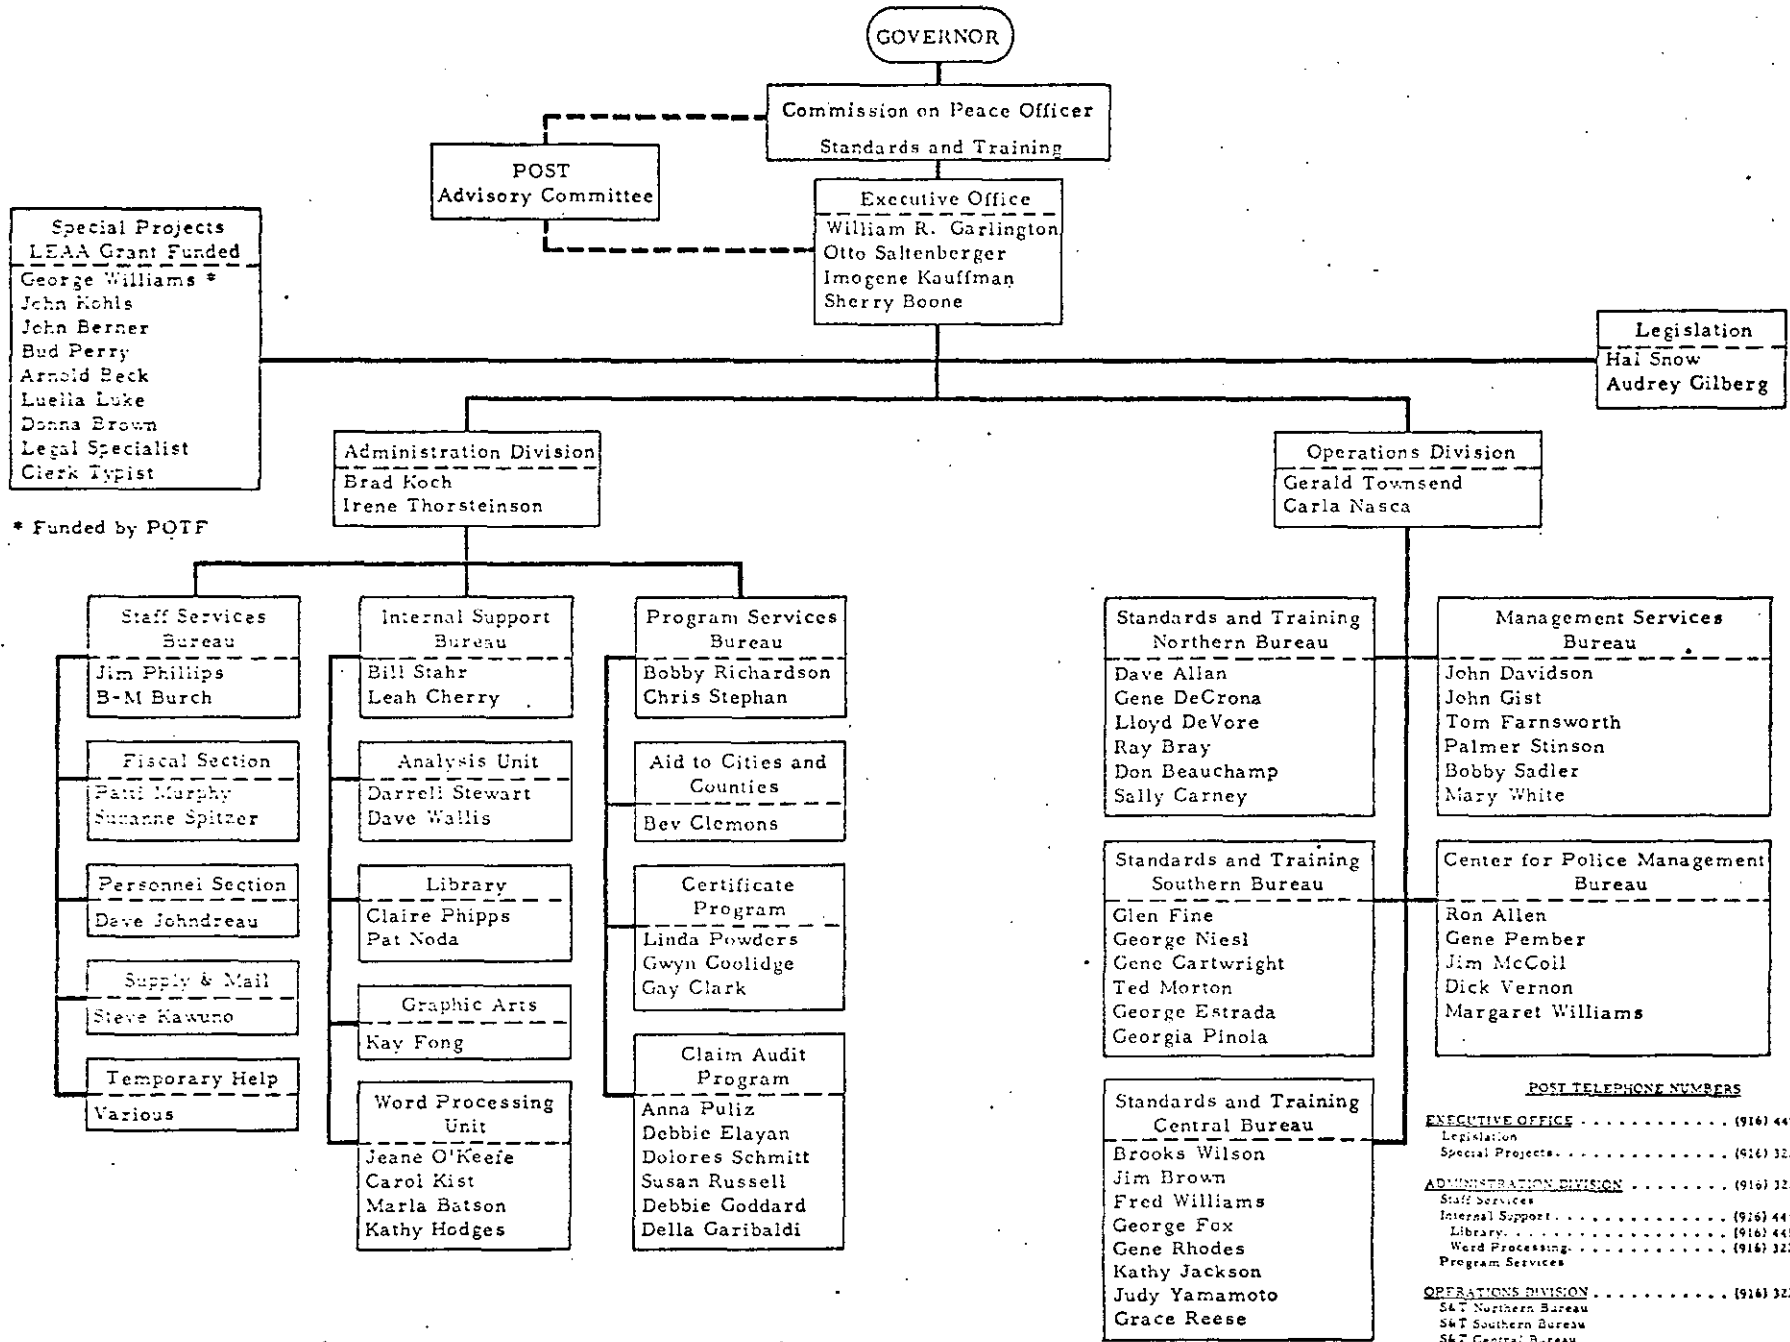 GOVERNOR
Commission on Peace Officer
Standards and Training
POST
Advisory Committee
Executive Office
William R. Garlington
Otto Saltenberger
Imogene Kauffman
Sherry Boone
Special Projects
LEAA Grant Funded
George Williams *
John Kohls
John Berner
Bud Perry
Arnold Beck
Luella Luke
Donna Brown
Legal Specialist
Clerk Typist
* Funded by POTF
Legislation
Hal Snow
Audrey Gilberg
Administration Division
Brad Koch
Irene Thorsteinson
Operations Division
Gerald Townsend
Carla Nasca
Staff Services
Bureau
Jim Phillips
B-M Burch
Fiscal Section
Patti Murphy
Suzanne Spitzer
Personnel Section
Dave Johndreau
Supply & Mail
Steve Kawuno
Temporary Help
Various
Internal Support
Bureau
Bill Stahr
Leah Cherry
Analysis Unit
Darrell Stewart
Dave Wallis
Library
Claire Phipps
Pat Noda
Graphic Arts
Kay Fong
Word Processing
Unit
Jeane O'Keefe
Carol Kist
Marla Batson
Kathy Hodges
Program Services
Bureau
Bobby Richardson
Chris Stephan
Aid to Cities and
Counties
Bev Clemons
Certificate
Program
Linda Powders
Gwyn Coolidge
Gay Clark
Claim Audit
Program
Anna Puliz
Debbie Elayan
Dolores Schmitt
Susan Russell
Debbie Goddard
Della Garibaldi
Standards and Training
Northern Bureau
Dave Allan
Gene DeCrona
Lloyd DeVore
Ray Bray
Don Beauchamp
Sally Carney
Management Services
Bureau
John Davidson
John Gist
Tom Farnsworth
Palmer Stinson
Bobby Sadler
Mary White
Standards and Training
Southern Bureau
Glen Fine
George Niesl
Gene Cartwright
Ted Morton
George Estrada
Georgia Pinola
Center for Police Management
Bureau
Ron Allen
Gene Pember
Jim McColl
Dick Vernon
Margaret Williams
Standards and Training
Central Bureau
Brooks Wilson
Jim Brown
Fred Williams
George Fox
Gene Rhodes
Kathy Jackson
Judy Yamamoto
Grace Reese
POST TELEPHONE NUMBERS
EXECUTIVE OFFICE . . . . . . . . . . . . (916)
Legislation
Special Projects. . . . . . . . . . . . . . (916)
ADMINISTRATION DIVISION . . . . . . . . (916)
Staff Services
Internal Support . . . . . . . . . . . . . . (916)
Library. . . . . . . . . . . . . . . . . . (916)
Word Processing. . . . . . . . . . . . . (916)
Program Services
OPERATIONS DIVISION . . . . . . . . . . . (916)
S&T Northern Bureau
S&T Southern Bureau
S&T Central Bureau